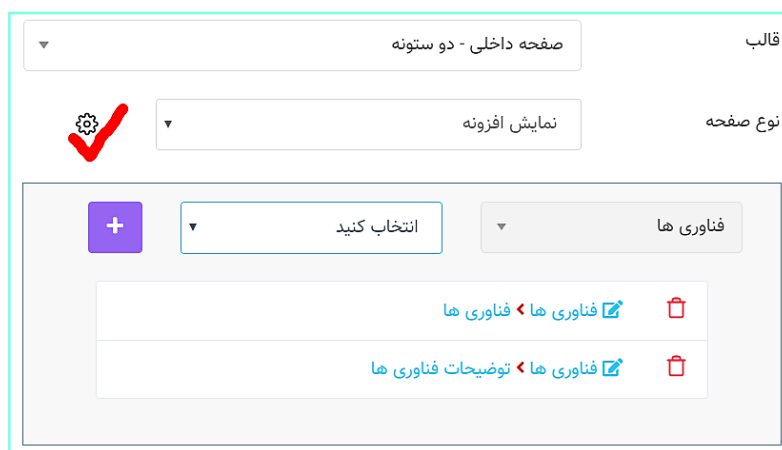 قالب
صفحه داخلی - دو ستونه
نوع صفحه
نمایش افزونه
فناوری ها
انتخاب کنید
فناوری ها › فناوری ها
فناوری ها › توضیحات فناوری ها